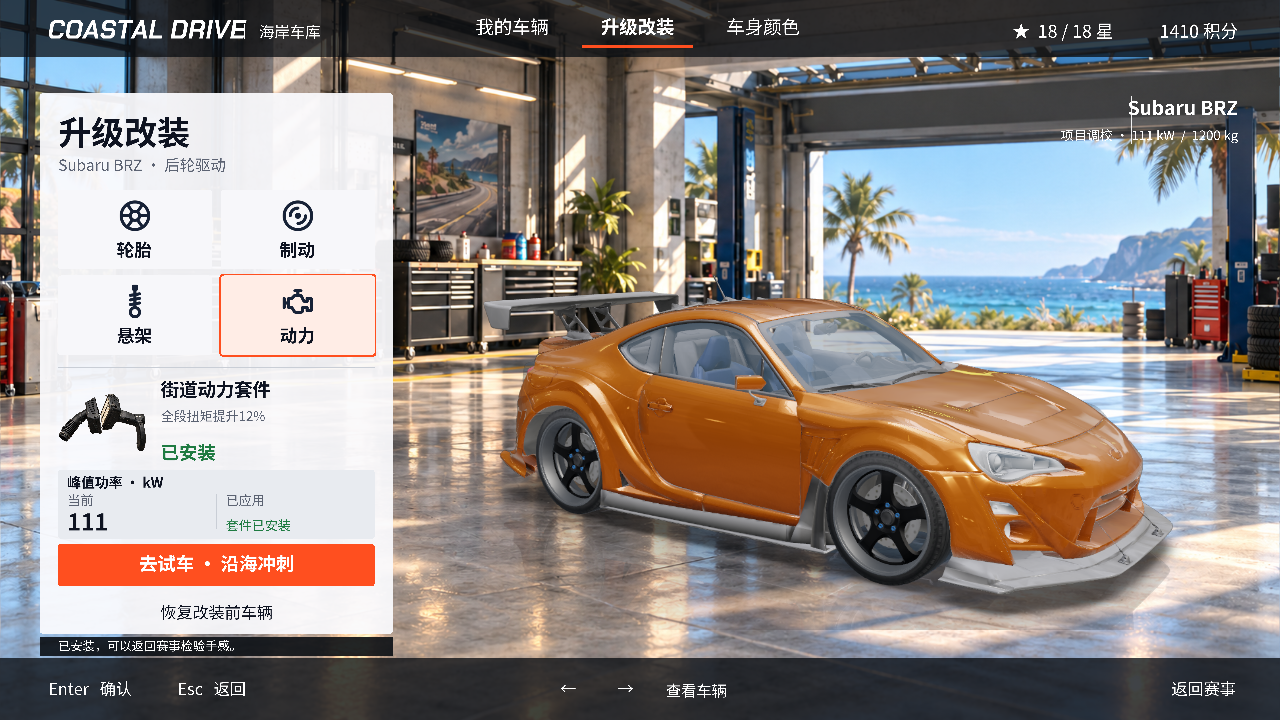 COASTAL DRIVE 海岸车库
我的车辆 升级改装 车身颜色
★ 18 / 18 星 1410 积分
Subaru BRZ
项目调校 · 111 kW / 1200 kg
升级改装
Subaru BRZ · 后轮驱动
轮胎 制动
悬架 动力
街道动力套件
全段扭矩提升12%
已安装
峰值功率 · kW
当前 已应用
111 套件已安装
去试车 · 沿海冲刺
恢复改装前车辆
已安装，可以返回赛事检验手感。
Enter 确认 Esc 返回 ← → 查看车辆 返回赛事